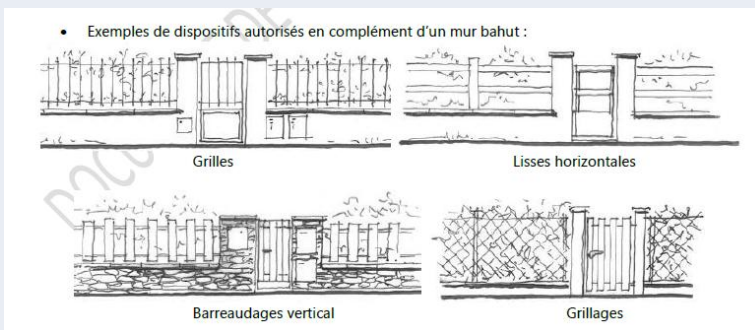 • Exemples de dispositifs autorisés en complément d'un mur bahut :
Grilles
Lisses horizontales
Barreaudages vertical
Grillages